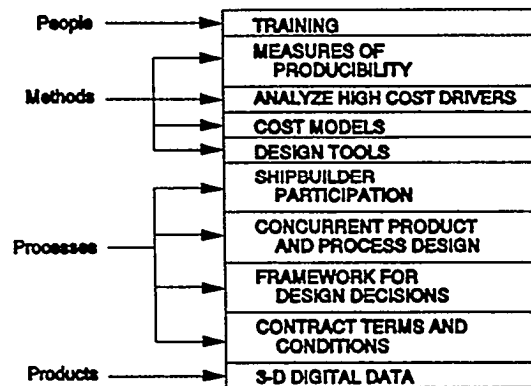 People
TRAINING
MEASURES OF
PRODUCIBILITY
Methods
ANALYZE HIGH COST DRIVERS
COST MODELS
DESIGN TOOLS
SHIPBUILDER
PARTICIPATION
Processes
CONCURRENT PRODUCT
AND PROCESS DESIGN
FRAMEWORK FOR
DESIGN DECISIONS
CONTRACT TERMS AND
CONDITIONS
Products
3-D DIGITAL DATA